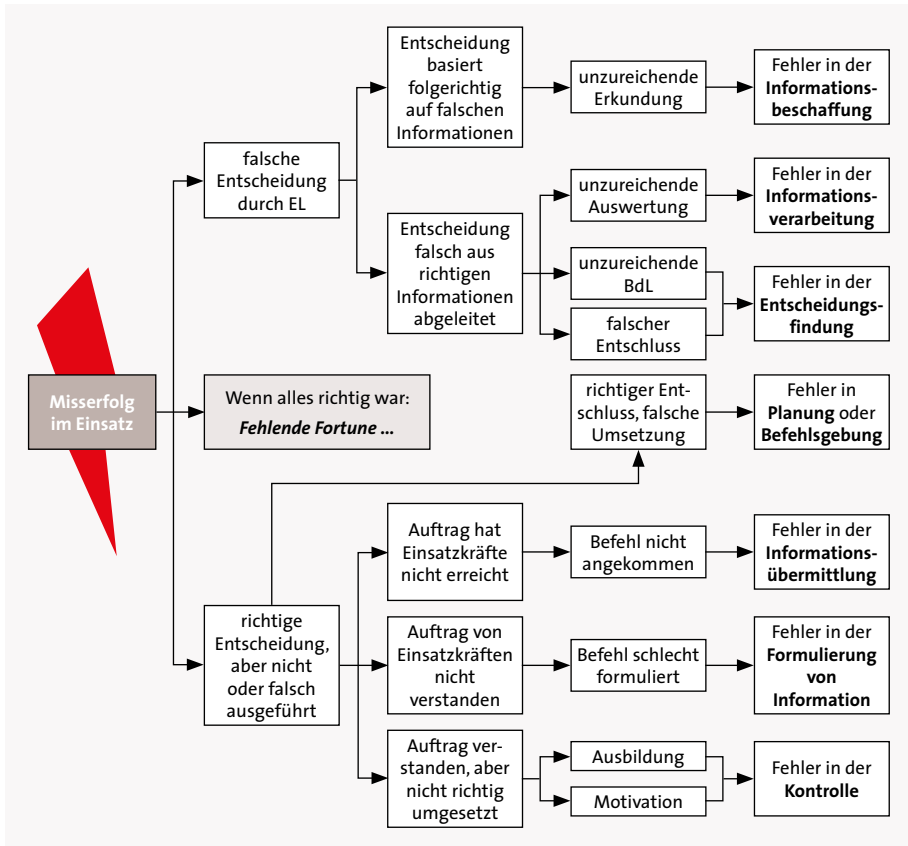 Entscheidung
basiert
folgerichtig
auf falschen
Informationen
unzureichende
Erkundung
Fehler in der
Informations-
beschaffung
falsche
Entscheidung
durch EL
unzureichende
Auswertung
Fehler in der
Informations-
verarbeitung
Entscheidung
falsch aus
richtigen
Informationen
abgeleitet
unzureichende
BdL
falscher
Entschluss
Fehler in der
Entscheidungs-
findung
Misserfolg
im Einsatz
Wenn alles richtig war:
Fehlende Fortune ...
richtiger Ent-
schluss, falsche
Umsetzung
Fehler in
Planung oder
Befehlsgebung
Auftrag hat
Einsatzkräfte
nicht erreicht
Befehl nicht
angekommen
Fehler in der
Informations-
übermittlung
richtige
Entscheidung,
aber nicht
oder falsch
ausgeführt
Auftrag von
Einsatzkräften
nicht
verstanden
Befehl schlecht
formuliert
Fehler in der
Formulierung
von
Information
Auftrag ver-
standen, aber
nicht richtig
umgesetzt
Ausbildung
Motivation
Fehler in der
Kontrolle